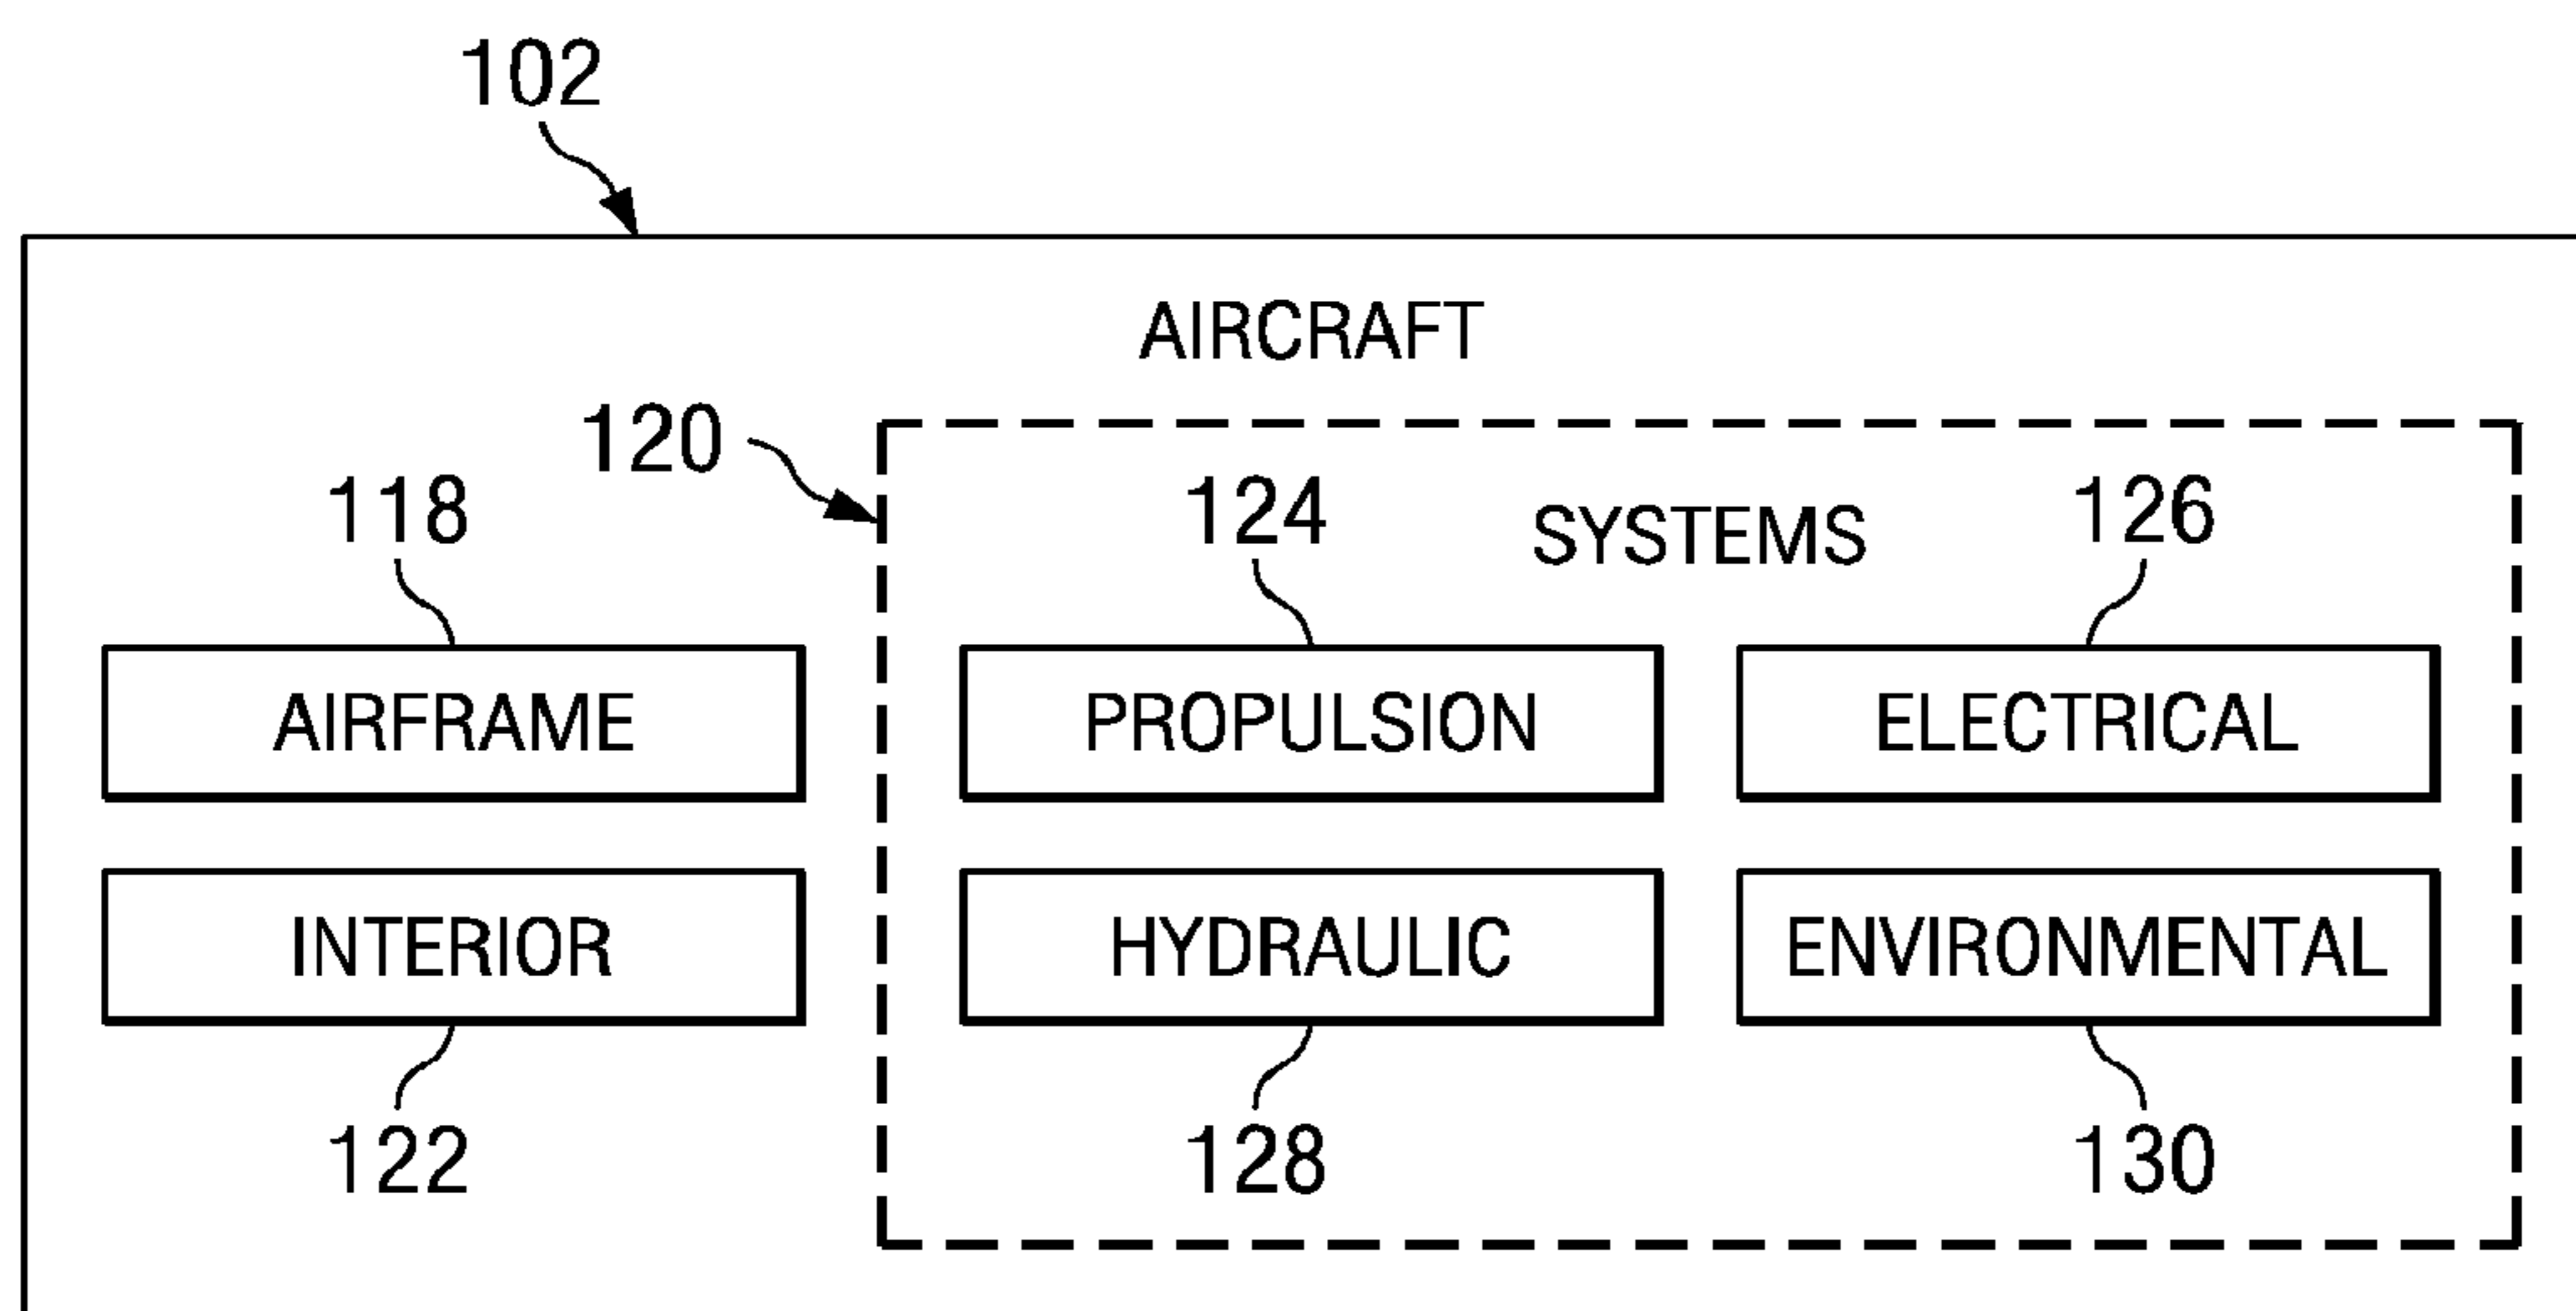 102
AIRCRAFT
120
118
124
SYSTEMS
126
AIRFRAME
PROPULSION
ELECTRICAL
INTERIOR
HYDRAULIC
ENVIRONMENTAL
122
128
130